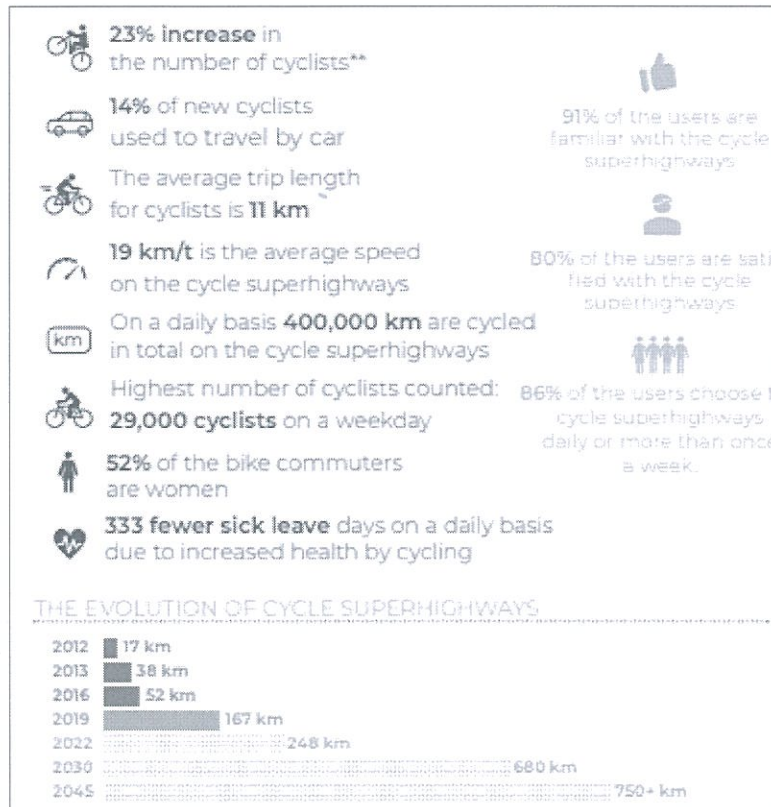 23% increase in
the number of cyclists**
14% of new cyclists
used to travel by car
The average trip length
for cyclists is 11 km
19 km/t is the average speed
on the cycle superhighways
km
On a daily basis 400,000 km are cycled
in total on the cycle superhighways
Highest number of cyclists counted:
29,000 cyclists on a weekday
52% of the bike commuters
are women
333 fewer sick leave days on a daily basis
due to increased health by cycling
91% of the users are
familiar with the cycle
superhighways
80% of the users are satis
fied with the cycle
superhighways
86% of the users choose t
cycle superhighways
daily or more than once
a week.
THE EVOLUTION OF CYCLE SUPERHIGHWAYS
2012 17 km
2013 38 km
2016 52 km
2019 167 km
2022 248 km
2030 680 km
2045 750+ km